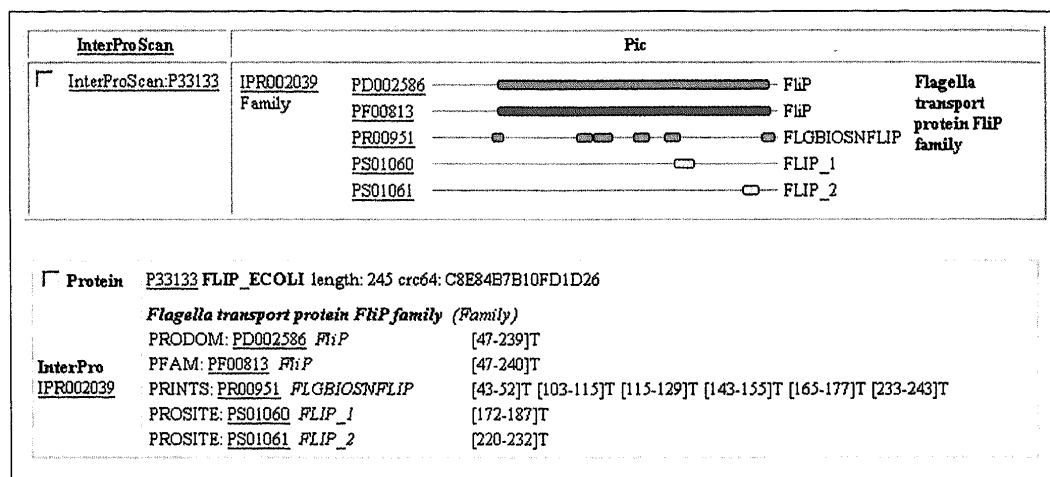 InterProScan Pic
InterProScan:P33133 IPR002039 PD002586 FliP Flagella
Family PF00813 FliP transport
PR00951 FLGBIOSNFLIP protein FliP
PS01060 FLIP_1 family
PS01061 FLIP_2
Protein P33133 FLIP_ECOLI length: 245 crc64: C8E84B7B10FD1D26
Flagella transport protein FliP family (Family)
PRODOM: PD002586 FliP [47-239]T
InterPro PFAM: PF00813 FliP [47-240]T
IPR002039 PRINTS: PR00951 FLGBIOSNFLIP [43-52]T [103-115]T [115-129]T [143-155]T [165-177]T [233-243]T
PROSITE: PS01060 FLIP_1 [172-187]T
PROSITE: PS01061 FLIP_2 [220-232]T